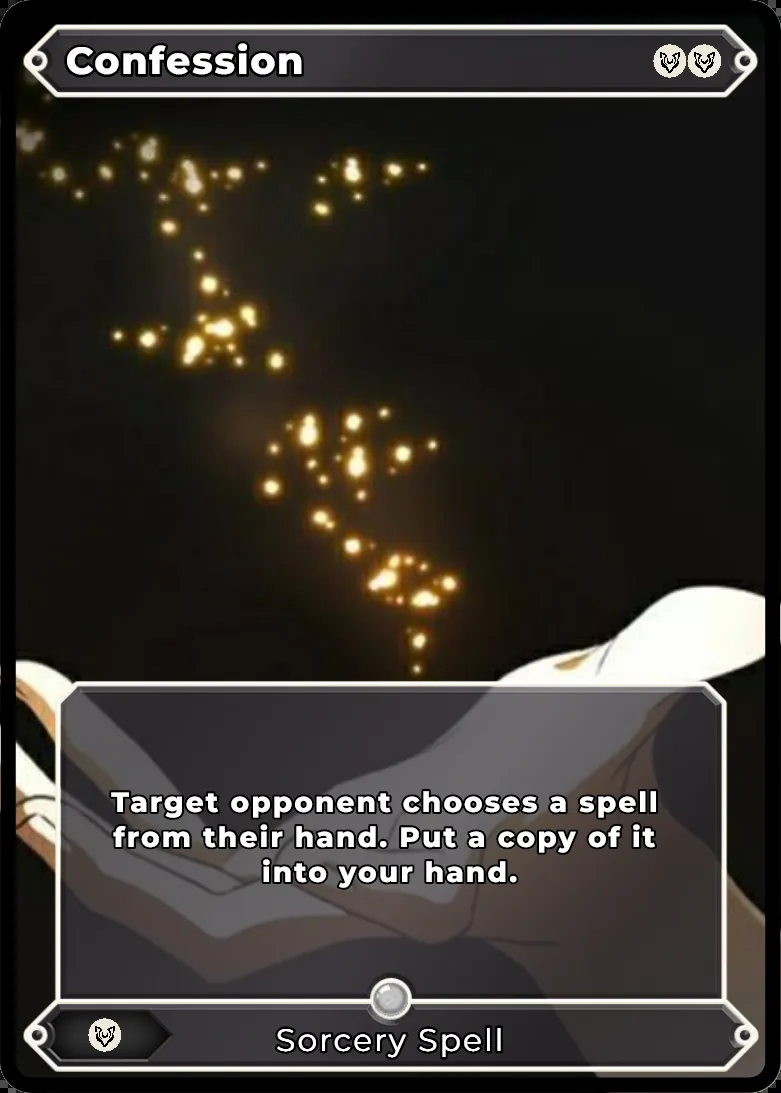 Confession
Target opponent chooses a spell
from their hand. Put a copy of it
into your hand.
Sorcery Spell